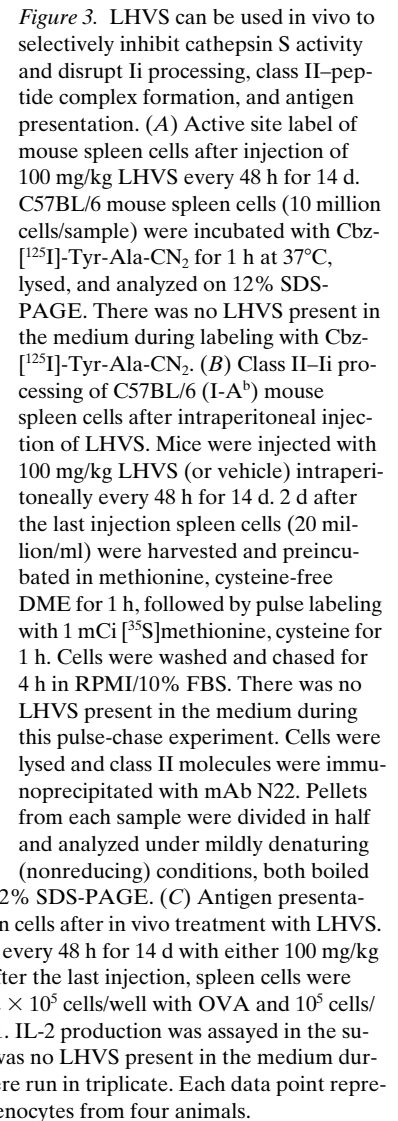 Figure 3. LHVS can be used in vivo to
selectively inhibit cathepsin S activity
and disrupt Ii processing, class II–pep-
tide complex formation, and antigen
presentation. (A) Active site label of
mouse spleen cells after injection of
100 mg/kg LHVS every 48 h for 14 d.
C57BL/6 mouse spleen cells (10 million
cells/sample) were incubated with Cbz-
[¹²⁵I]-Tyr-Ala-CN₂ for 1 h at 37°C,
lysed, and analyzed on 12% SDS-
PAGE. There was no LHVS present in
the medium during labeling with Cbz-
[¹²⁵I]-Tyr-Ala-CN₂. (B) Class II–Ii pro-
cessing of C57BL/6 (I-Aᵇ) mouse
spleen cells after intraperitoneal injec-
tion of LHVS. Mice were injected with
100 mg/kg LHVS (or vehicle) intraperi-
toneally every 48 h for 14 d. 2 d after
the last injection spleen cells (20 mil-
lion/ml) were harvested and preincu-
bated in methionine, cysteine-free
DME for 1 h, followed by pulse labeling
with 1 mCi [³⁵S]methionine, cysteine for
1 h. Cells were washed and chased for
4 h in RPMI/10% FBS. There was no
LHVS present in the medium during
this pulse-chase experiment. Cells were
lysed and class II molecules were immu-
noprecipitated with mAb N22. Pellets
from each sample were divided in half
and analyzed under mildly denaturing
(nonreducing) conditions, both boiled
2% SDS-PAGE. (C) Antigen presenta-
n cells after in vivo treatment with LHVS.
every 48 h for 14 d with either 100 mg/kg
fter the last injection, spleen cells were
× 10⁵ cells/well with OVA and 10⁵ cells/
. IL-2 production was assayed in the su-
was no LHVS present in the medium dur-
ere run in triplicate. Each data point repre-
enocytes from four animals.